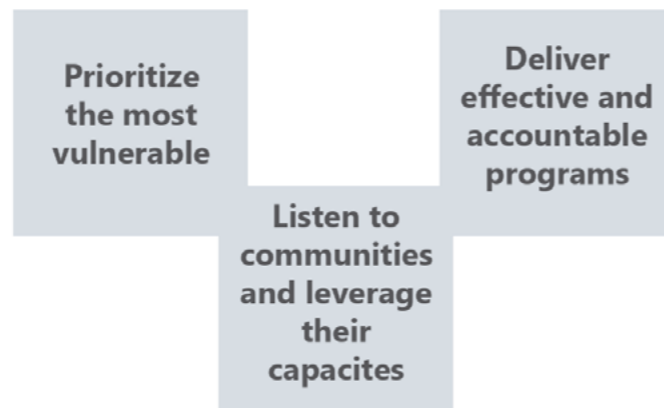 Prioritize
the most
vulnerable
Listen to
communities
and leverage
their
capacites
Deliver
effective and
accountable
programs